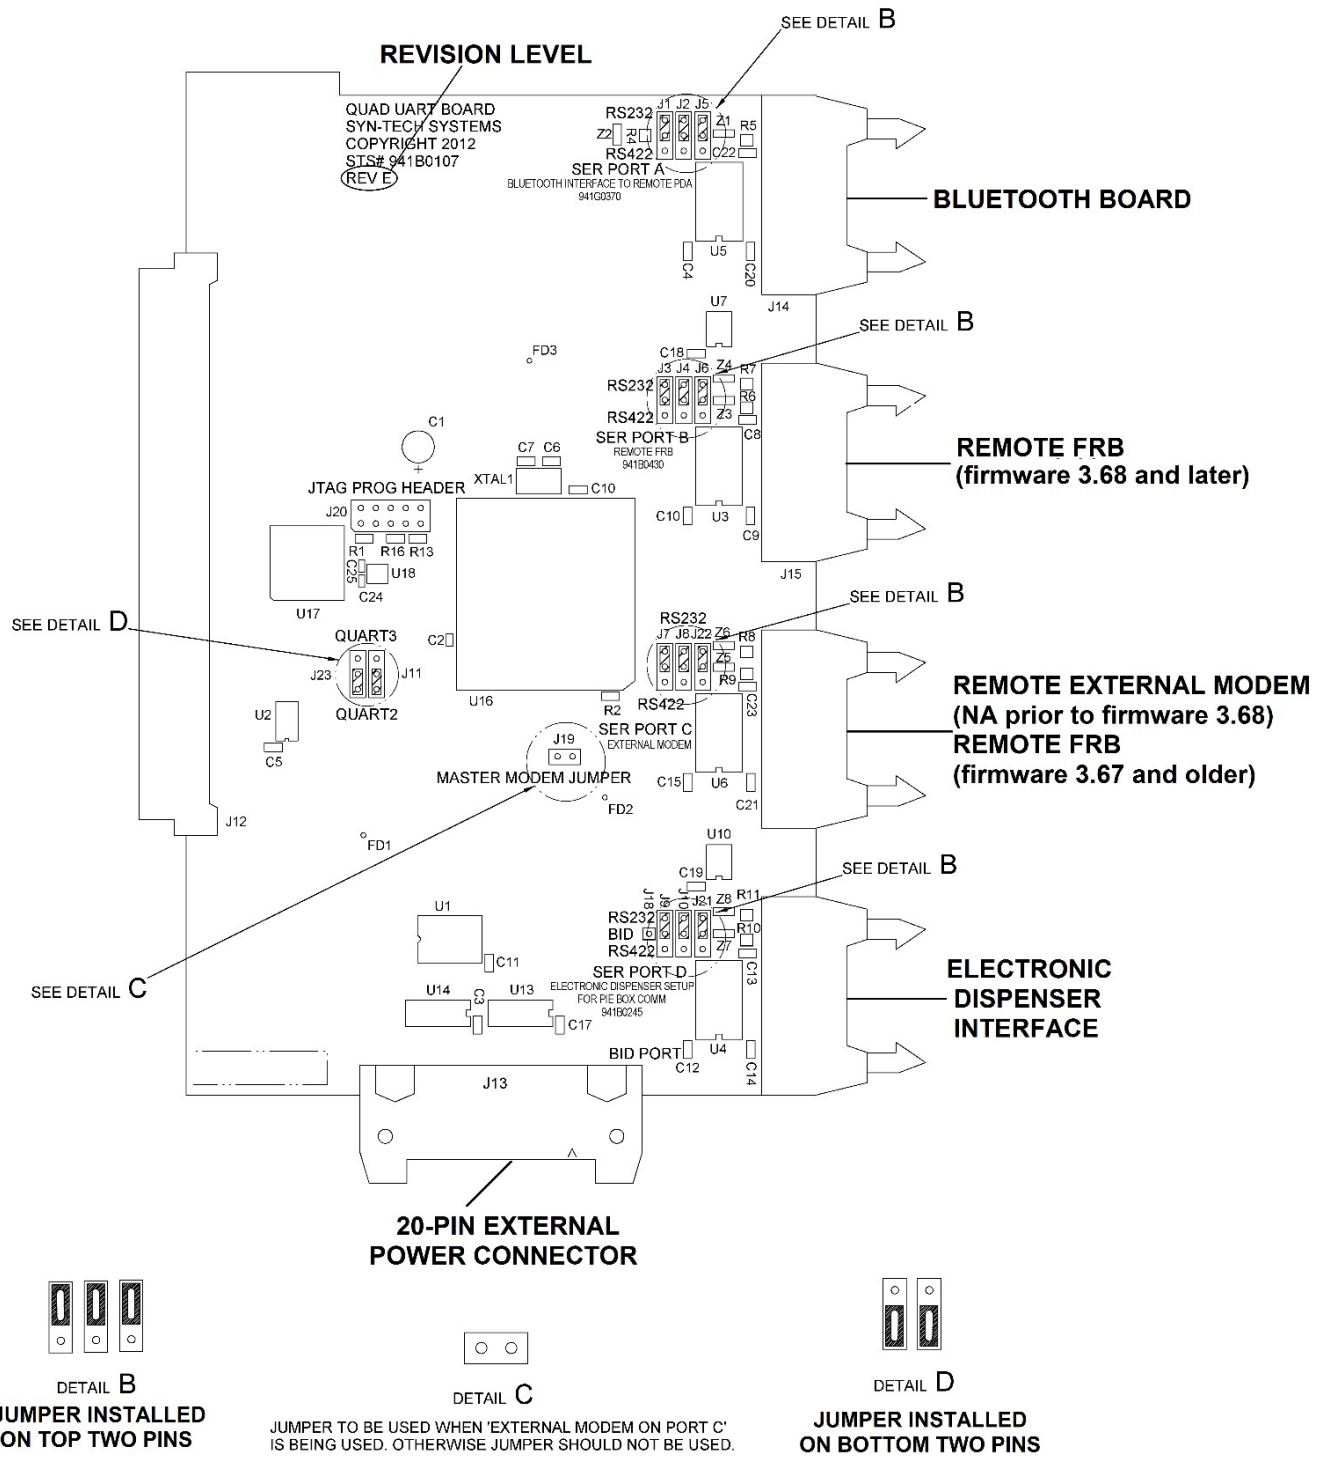 SEE DETAIL B
REVISION LEVEL
QUAD UART BOARD
SYN-TECH SYSTEMS
COPYRIGHT 2012
STS# 941B0107
REV E
J1 J2 J5
RS232
Z2
R4
Z1
R5
RS422
C22
SER PORT A
BLUETOOTH INTERFACE TO REMOTE PDA
941G0370
BLUETOOTH BOARD
U5
C4
C20
J14
U7
SEE DETAIL B
FD3
C18
J3 J4 J6
Z4
R7
RS232
R6
RS422
Z3
C8
SER PORT B
REMOTE FRB
941B0430
REMOTE FRB
(firmware 3.68 and later)
C1
+
C7 C6
XTAL1
C10
JTAG PROG HEADER
J20
C10
U3
C9
R1 R16 R13
C25
U18
C24
U17
J15
SEE DETAIL B
SEE DETAIL D
RS232
QUART3
C2
J7 J8 J22
Z6
R8
Z5
R9
J23
J11
QUART2
U16
R2
RS422
C23
REMOTE EXTERNAL MODEM
(NA prior to firmware 3.68)
REMOTE FRB
(firmware 3.67 and older)
U2
C5
SER PORT C
EXTERNAL MODEM
J19
MASTER MODEM JUMPER
C15
U6
C21
FD2
J12
FD1
U10
SEE DETAIL B
C19
J18
J9
J10
J21
Z8
R11
U1
RS232
BID
R10
RS422
Z7
C11
C13
SER PORT D
ELECTRONIC DISPENSER SETUP
FOR PIE BOX COMM
941B0245
ELECTRONIC
DISPENSER
INTERFACE
SEE DETAIL C
U14
C3
U13
C17
U4
BID PORT
C12
C14
J13
20-PIN EXTERNAL
POWER CONNECTOR
DETAIL B
JUMPER INSTALLED
ON TOP TWO PINS
DETAIL C
JUMPER TO BE USED WHEN 'EXTERNAL MODEM ON PORT C'
IS BEING USED. OTHERWISE JUMPER SHOULD NOT BE USED.
DETAIL D
JUMPER INSTALLED
ON BOTTOM TWO PINS